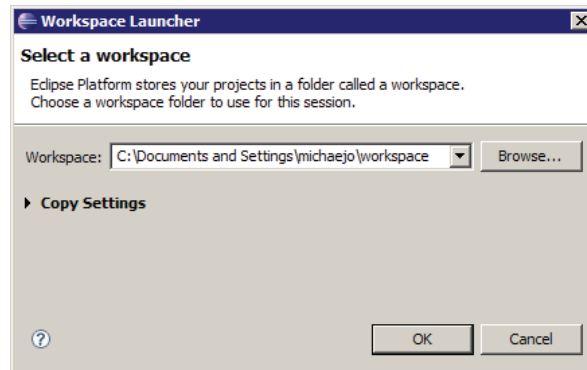 Workspace Launcher
Select a workspace
Eclipse Platform stores your projects in a folder called a workspace.
Choose a workspace folder to use for this session.
Workspace: C:\Documents and Settings\michaejo\workspace Browse...
Copy Settings
? OK Cancel